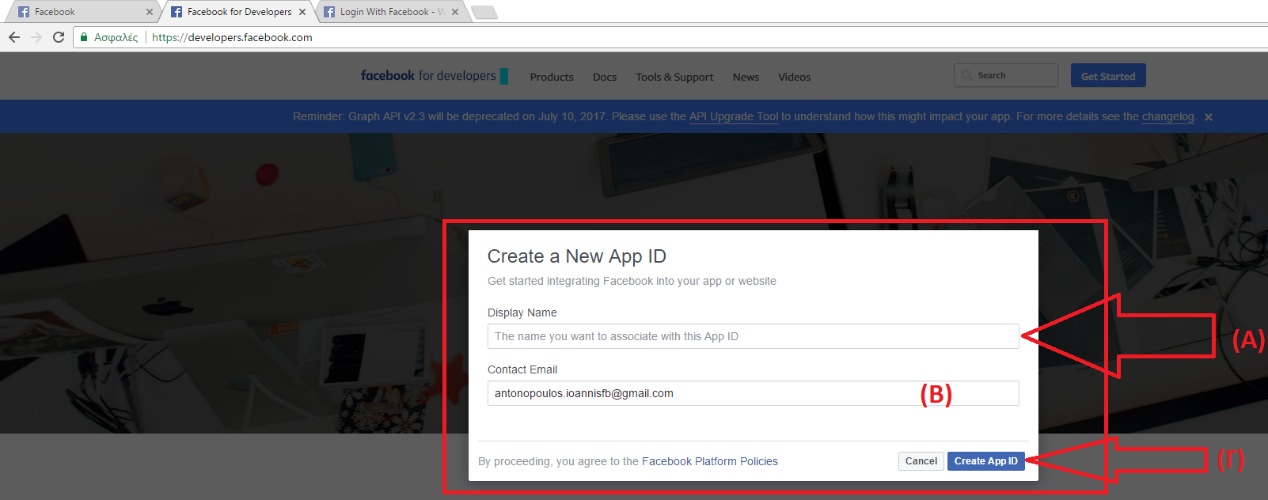 Facebook
Facebook for Developers
Login With Facebook - W
Ασφαλές https://developers.facebook.com
facebook for developers Products Docs Tools & Support News Videos Search Get Started
Reminder: Graph API v2.3 will be deprecated on July 10, 2017. Please use the API Upgrade Tool to understand how this might impact your app. For more details see the changelog.
Create a New App ID
Get started integrating Facebook into your app or website
Display Name
The name you want to associate with this App ID
(Α)
Contact Email
antonopoulos.ioannisfb@gmail.com
(Β)
By proceeding, you agree to the Facebook Platform Policies Cancel Create App ID
(Γ)